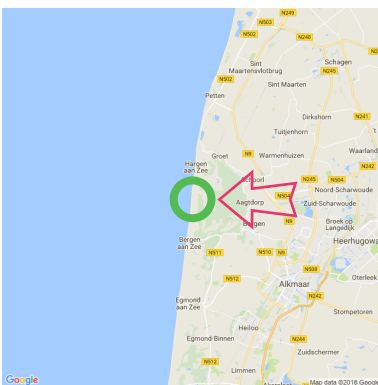 N249
N503
N502
N248
Sint
Maartensvlotbrug
Schagen
N245
N502
Sint Maarten
Petten
Dirkshorn
N241
Tuitjenhorn
Waarland
N9
Groet
Warmenhuizen
N242
Hargen
aan Zee
Schoorl
N245
N504
Noord-Scharwoude
N504
Aagtdorp
Zuid-Scharwoude
Bergen
N9
Broek op
Langedijk
Bergen
aan Zee
Heerhugowa
N511
N510
N9
N508
N512
Oterleek
Alkmaar
N242
Egmond
aan Zee
Stompetoren
Heiloo
Egmond-Binnen
N244
Zuidschermer
N512
Limmen
Google
Map data ©2018 Google